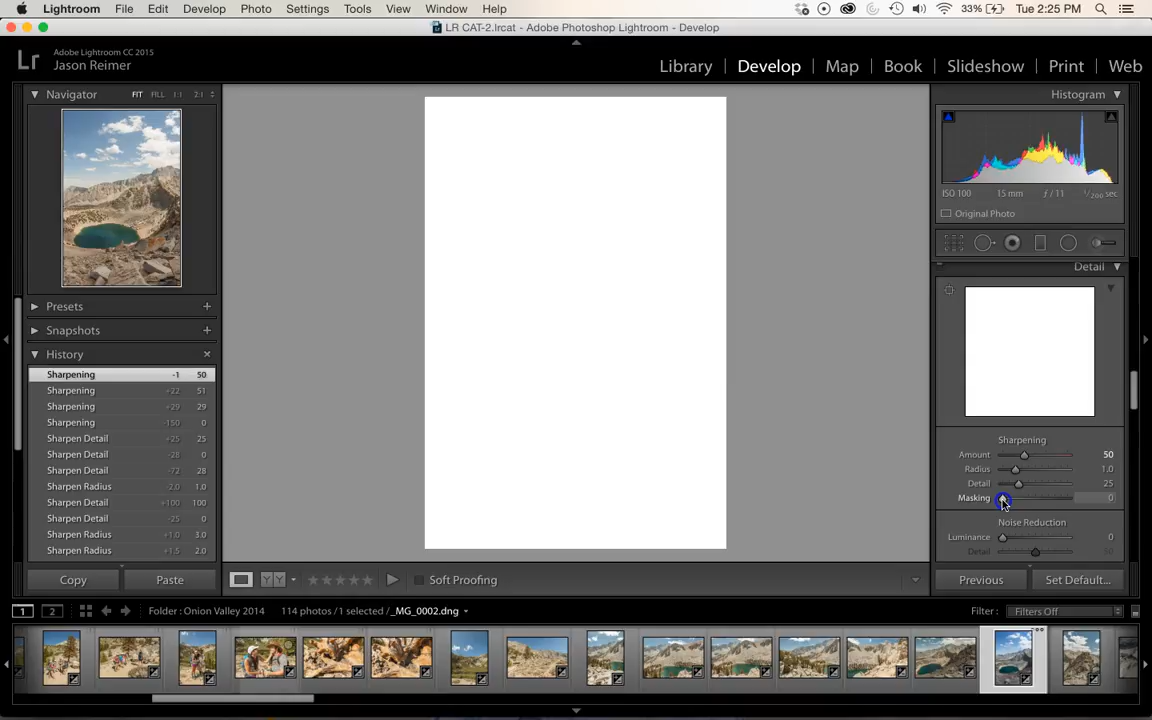 Lightroom File Edit Develop Photo Settings Tools View Window Help 33% Tue 2:25 PM
LR CAT-2.lrcat - Adobe Photoshop Lightroom - Develop
Lr Adobe Lightroom CC 2015
Jason Reimer
Library | Develop | Map | Book | Slideshow | Print | Web
Navigator FIT FILL 1:1 2:1
Histogram
ISO 100 15 mm ƒ / 11 1/200 sec
Original Photo
Detail
Presets +
Snapshots +
History ×
Sharpening -1 50
Sharpening +22 51
Sharpening +29 29
Sharpening -150 0
Sharpen Detail +25 25
Sharpen Detail -28 0
Sharpen Detail -72 28
Sharpen Radius -2.0 1.0
Sharpen Detail +100 100
Sharpen Detail -25 0
Sharpen Radius +1.0 3.0
Sharpen Radius +1.5 2.0
Sharpening
Amount 50
Radius 1.0
Detail 25
Masking 0
Noise Reduction
Luminance 0
Detail 50
Copy Paste
YY Soft Proofing
Previous Set Default...
1 2 Folder : Onion Valley 2014 114 photos / 1 selected / _MG_0002.dng Filter : Filters Off